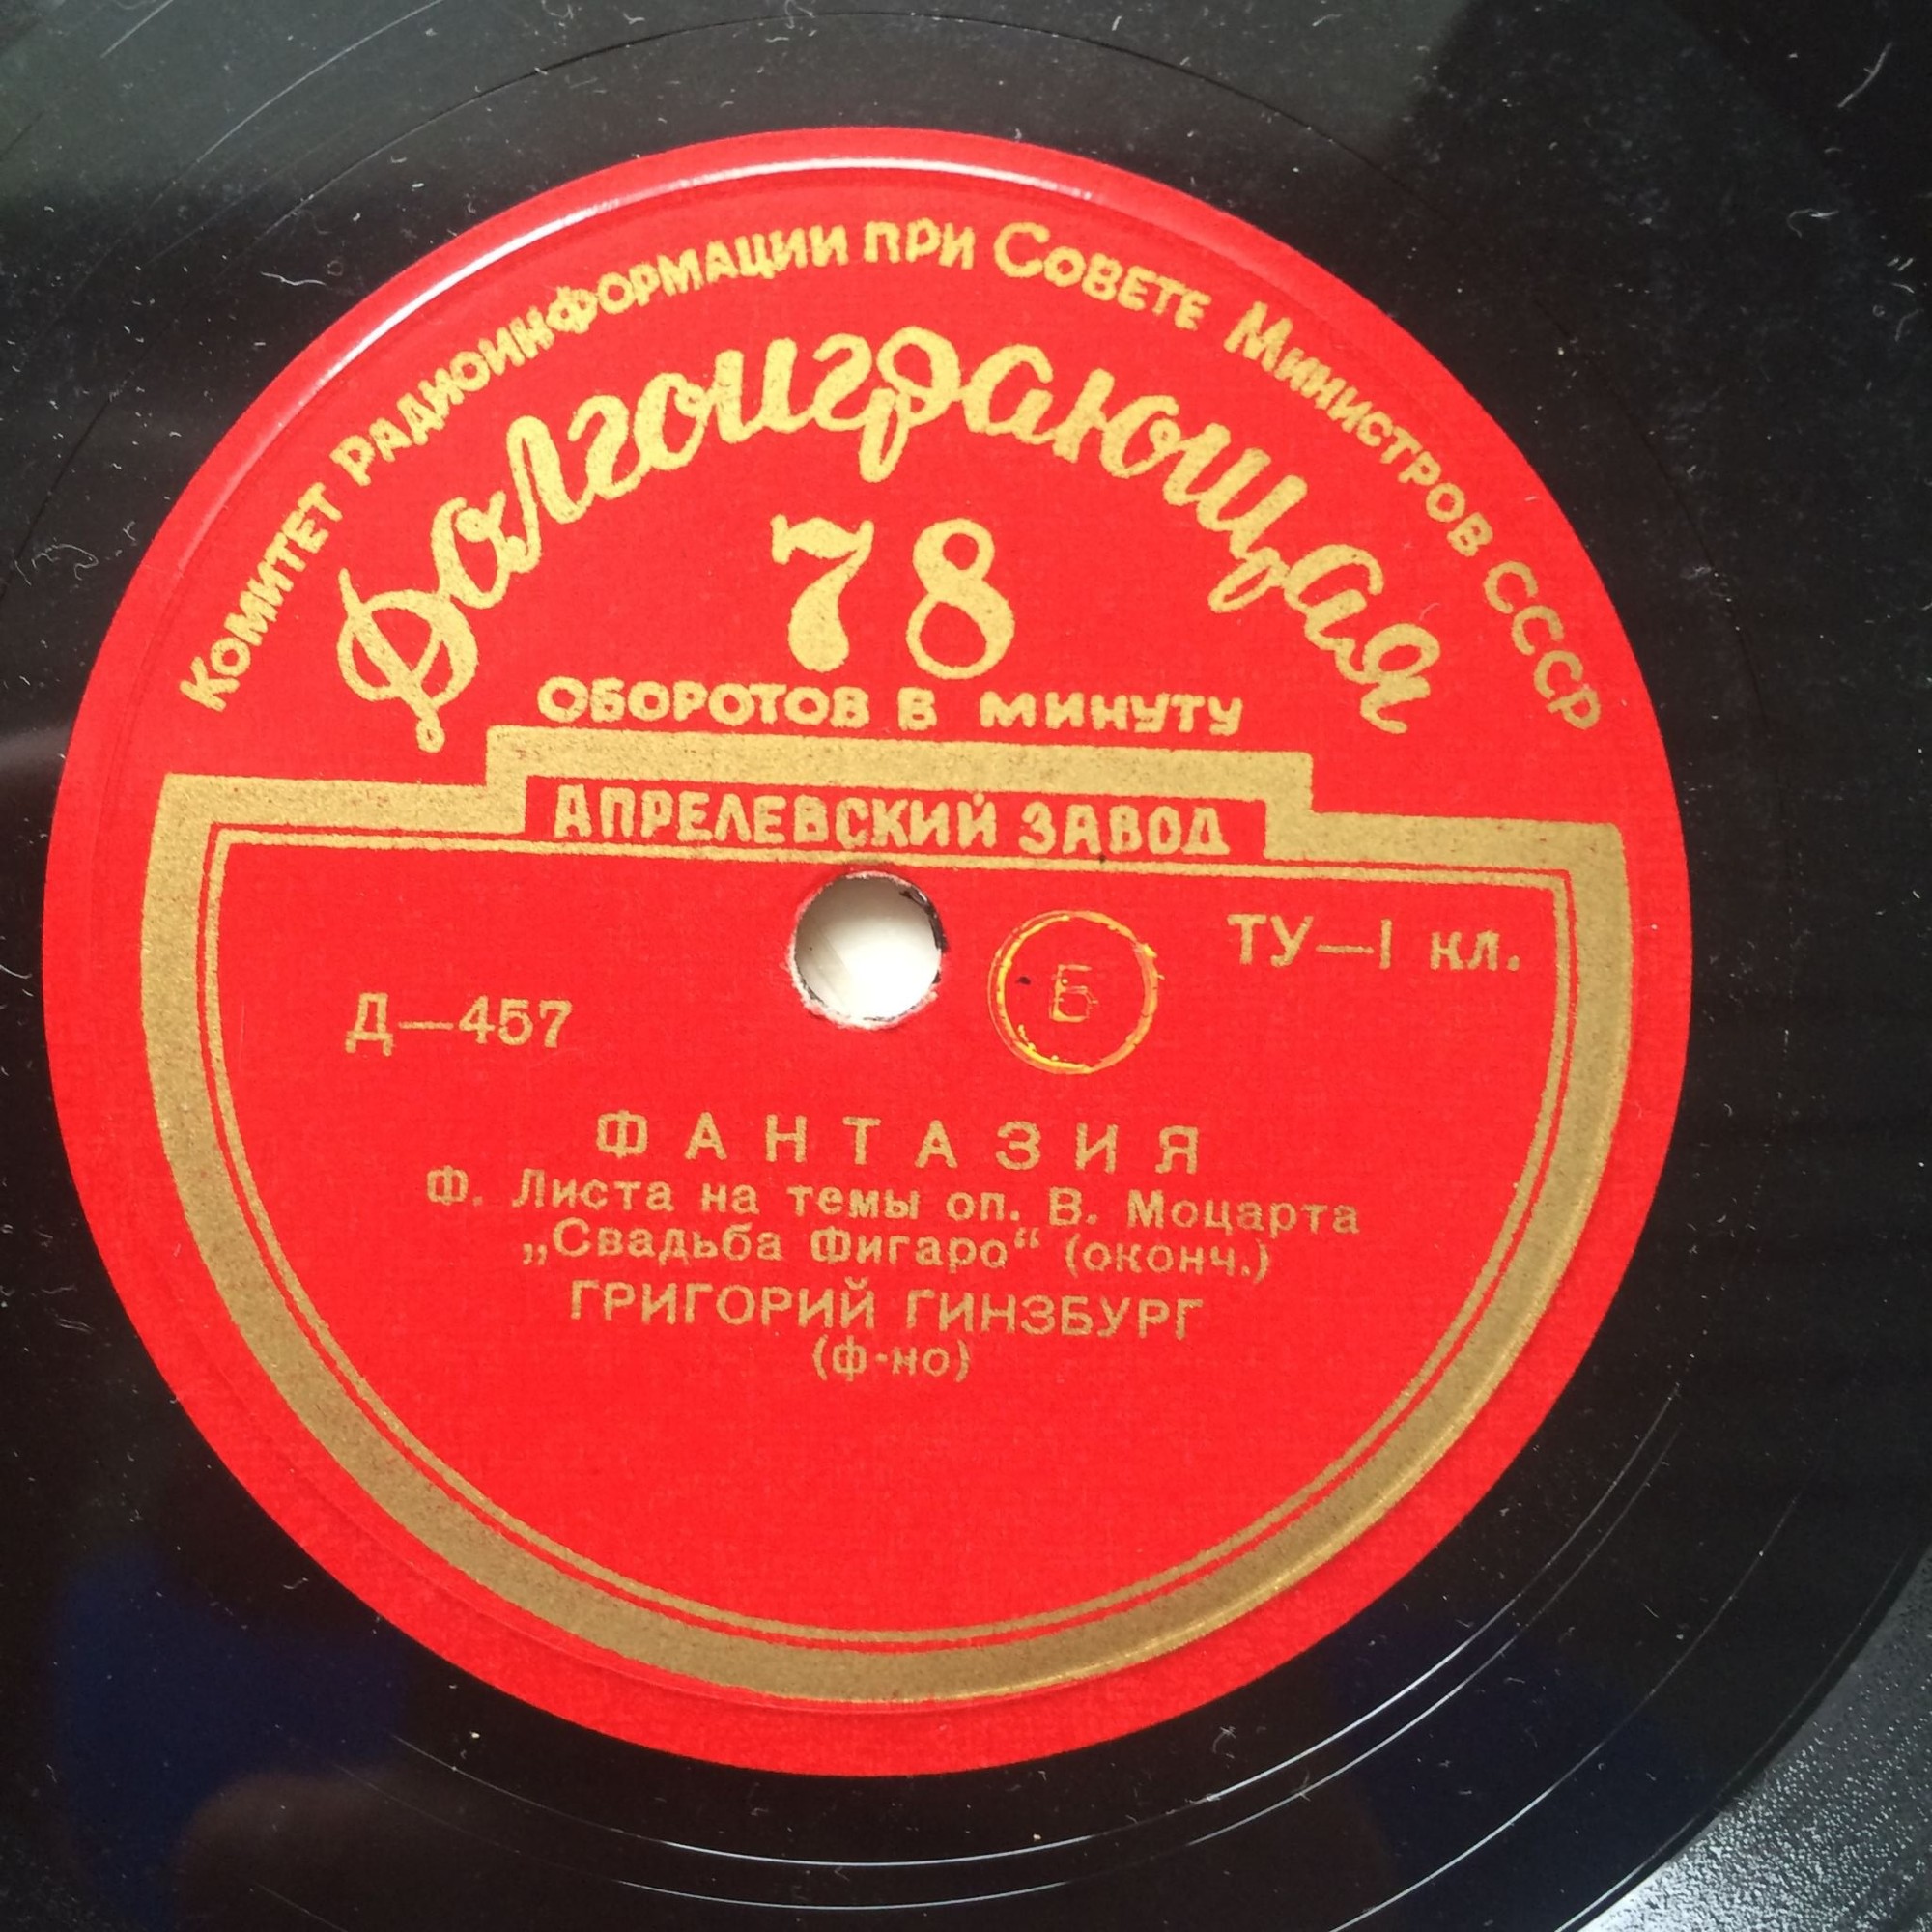 Комитет Радиоинформации при Совете Министров СССР
Долгоиграющая
78
ОБОРОТОВ В МИНУТУ
АПРЕЛЕВСКИЙ ЗАВОД
ТУ—I кл.
Б
Д—457
ФАНТАЗИЯ
Ф. Листа на темы оп. В. Моцарта
„Свадьба Фигаро“ (оконч.)
ГРИГОРИЙ ГИНЗБУРГ
(ф-но)